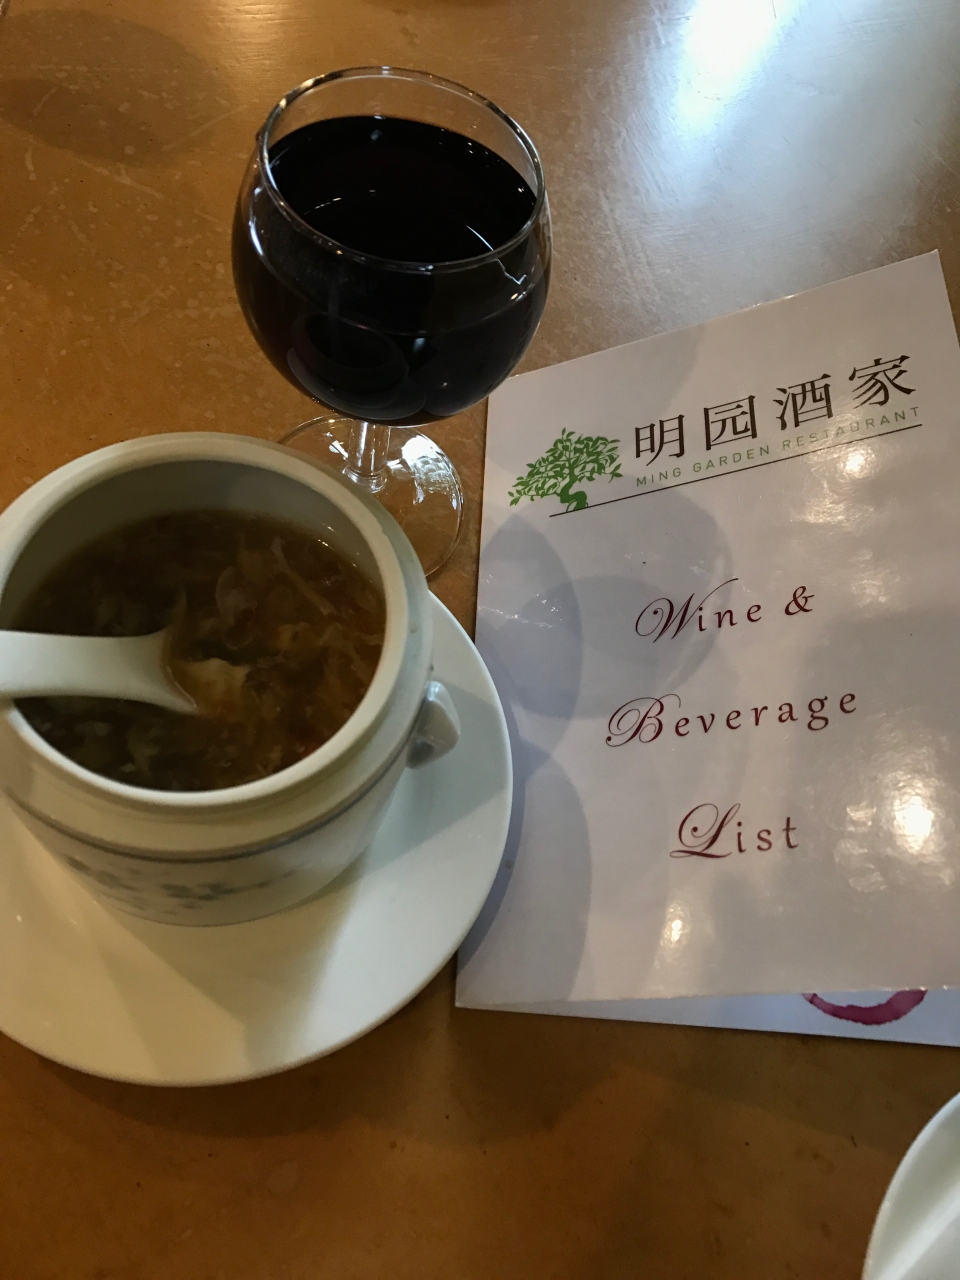 明园酒家
MING GARDEN RESTAURANT
Wine &
Beverage
List